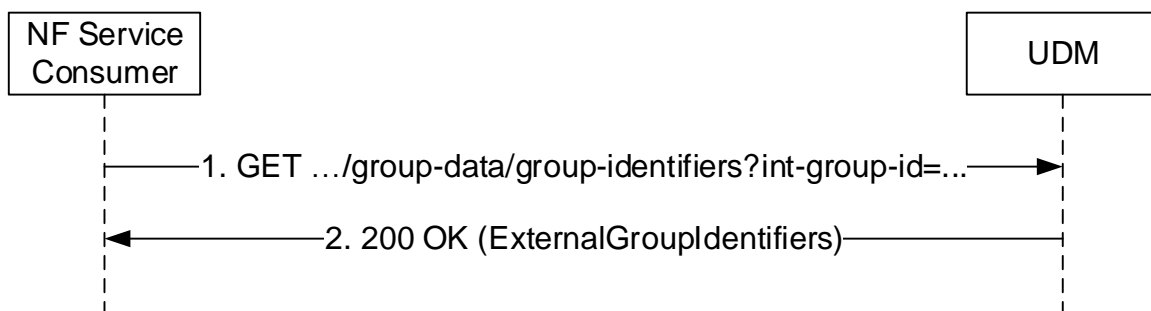 NF Service
Consumer
UDM
1. GET …/group-data/group-identifiers?int-group-id=...
2. 200 OK (ExternalGroupIdentifiers)